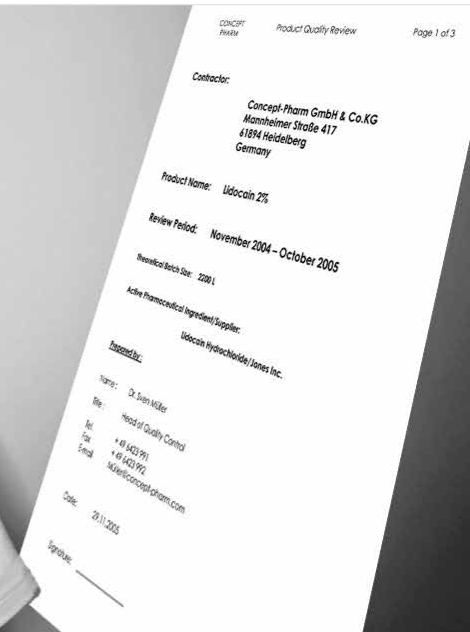 CONCEPT
PHARM
Product Quality Review
Page 1 of 3
Contractor:
Concept-Pharm GmbH & Co.KG
Mannheimer Straße 417
61894 Heidelberg
Germany
Product Name: Lidocain 2%
Review Period: November 2004 – October 2005
Theoretical Batch Size: 2200 L
Active Pharmaceutical Ingredient/Supplier:
Lidocain Hydrochloride/Jones Inc.
Prepared by:
Name: Dr. Sven Müller
Title: Head of Quality Control
Tel. + 49 6423 991
Fax + 49 6423 992
E-mail Müller@concept-pharm.com
Date: 29.11.2005
Signature: